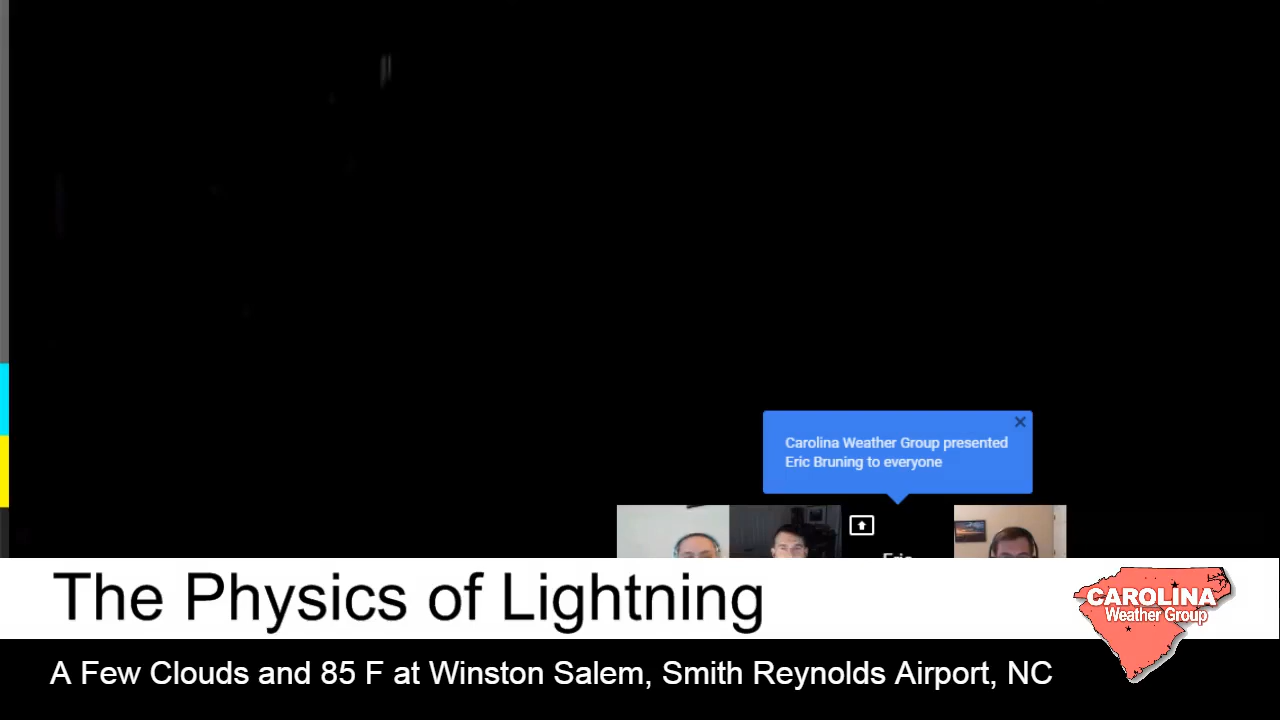 Carolina Weather Group presented
Eric Bruning to everyone
Eric
The Physics of Lightning
CAROLINA
Weather Group
A Few Clouds and 85 F at Winston Salem, Smith Reynolds Airport, NC